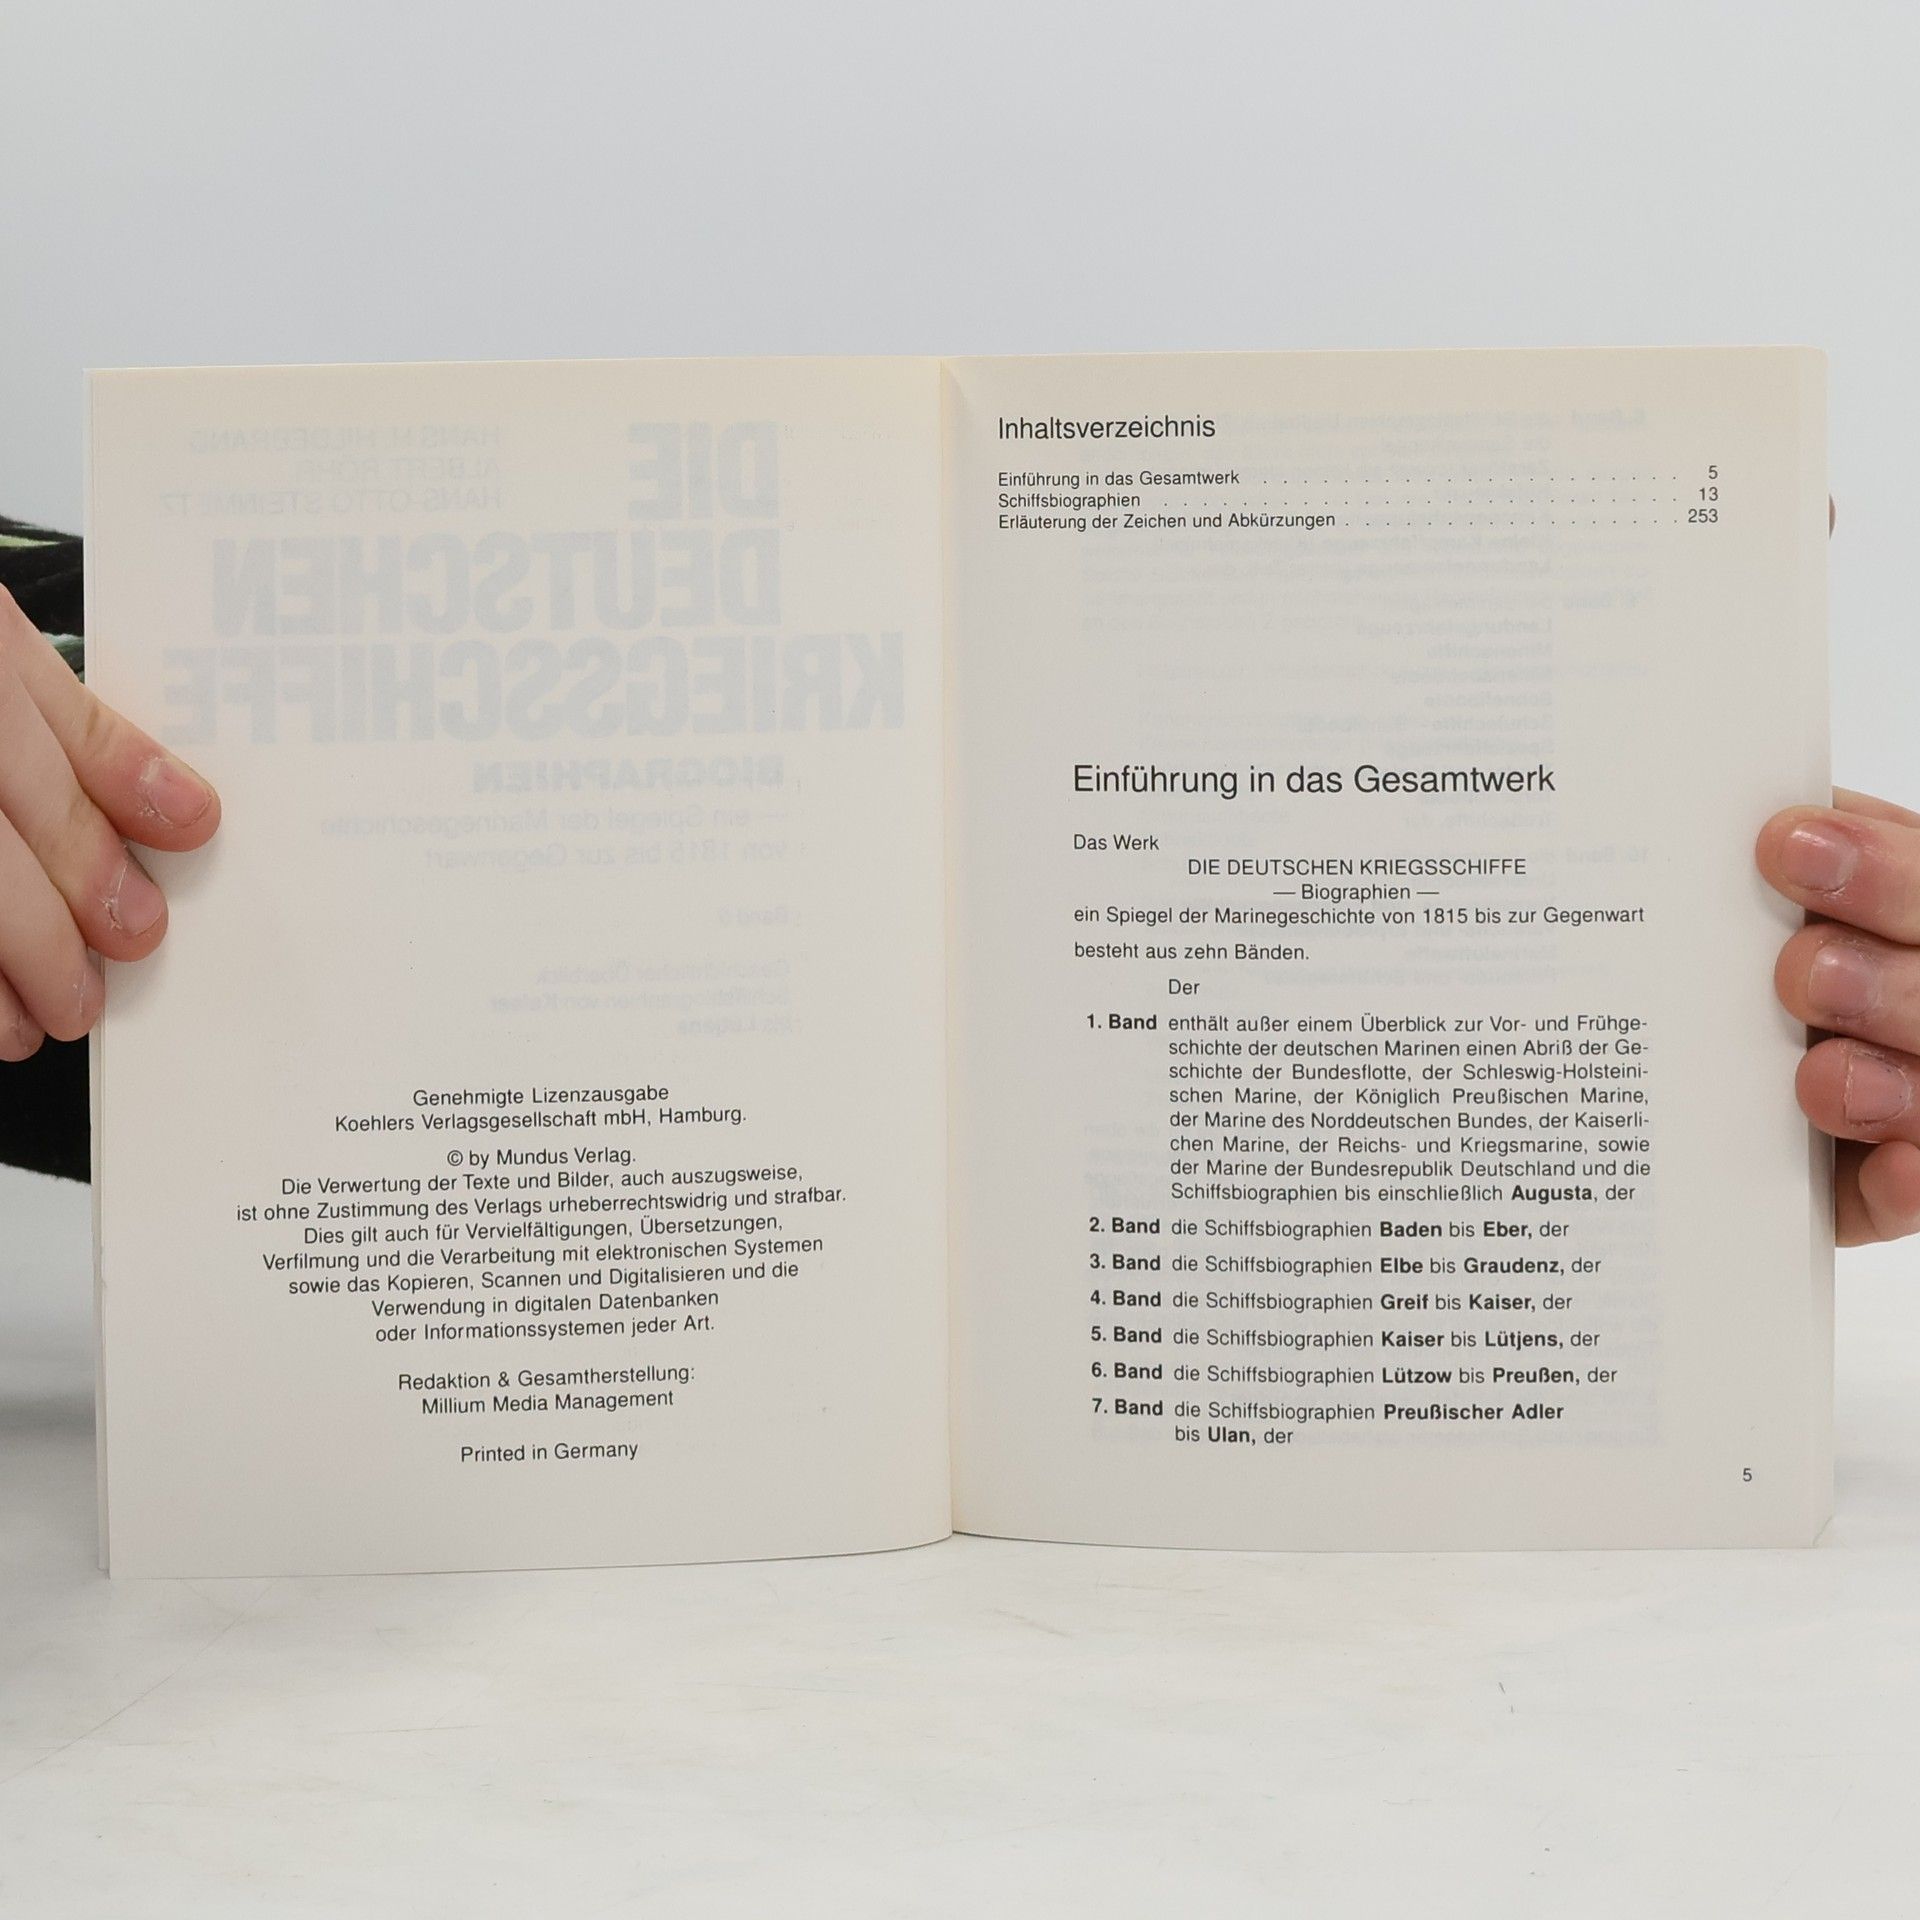 Genehmigte Lizenzausgabe
Koehlers Verlagsgesellschaft mbH, Hamburg.
© by Mundus Verlag.
Die Verwertung der Texte und Bilder, auch auszugsweise,
ist ohne Zustimmung des Verlags urheberrechtswidrig und strafbar.
Dies gilt auch für Vervielfältigungen, Übersetzungen,
Verfilmung und die Verarbeitung mit elektronischen Systemen
sowie das Kopieren, Scannen und Digitalisieren und die
Verwendung in digitalen Datenbanken
oder Informationssystemen jeder Art.
Redaktion & Gesamtherstellung:
Millium Media Management
Printed in Germany
Inhaltsverzeichnis
Einführung in das Gesamtwerk . . . . . . . . . . . . . . . . . . . . . . . 5
Schiffsbiographien . . . . . . . . . . . . . . . . . . . . . . . . . . . . 13
Erläuterung der Zeichen und Abkürzungen . . . . . . . . . . . . . . . . . . 253
Einführung in das Gesamtwerk
Das Werk
DIE DEUTSCHEN KRIEGSSCHIFFE
— Biographien —
ein Spiegel der Marinegeschichte von 1815 bis zur Gegenwart
besteht aus zehn Bänden.
Der
1. Band enthält außer einem Überblick zur Vor- und Frühge-
schichte der deutschen Marinen einen Abriß der Ge-
schichte der Bundesflotte, der Schleswig-Holsteini-
schen Marine, der Königlich Preußischen Marine,
der Marine des Norddeutschen Bundes, der Kaiserli-
chen Marine, der Reichs- und Kriegsmarine, sowie
der Marine der Bundesrepublik Deutschland und die
Schiffsbiographien bis einschließlich Augusta, der
2. Band die Schiffsbiographien Baden bis Eber, der
3. Band die Schiffsbiographien Elbe bis Graudenz, der
4. Band die Schiffsbiographien Greif bis Kaiser, der
5. Band die Schiffsbiographien Kaiser bis Lütjens, der
6. Band die Schiffsbiographien Lützow bis Preußen, der
7. Band die Schiffsbiographien Preußischer Adler
bis Ulan, der
5